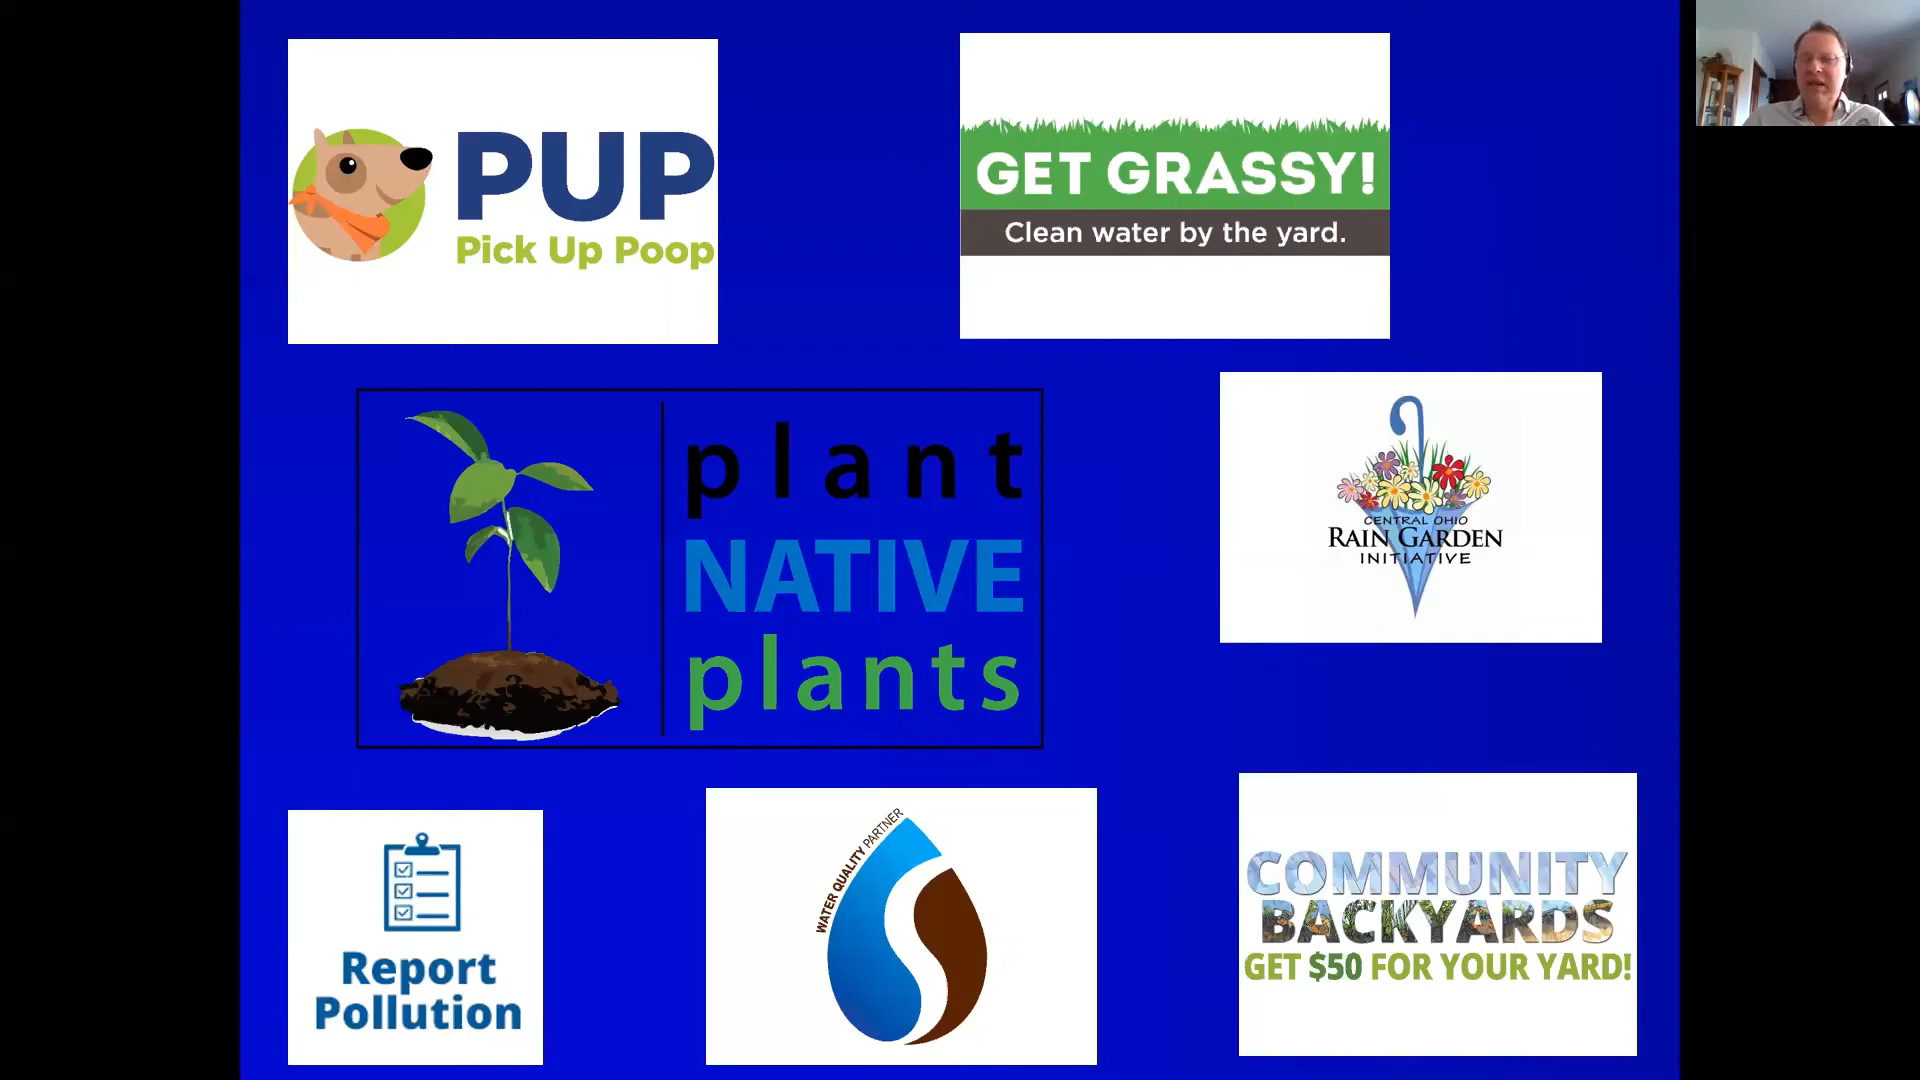 PUP
Pick Up Poop
GET GRASSY!
Clean water by the yard.
plant
NATIVE
plants
CENTRAL OHIO
RAIN GARDEN
INITIATIVE
Report
Pollution
WATER QUALITY PARTNER
COMMUNITY
BACKYARDS
GET $50 FOR YOUR YARD!